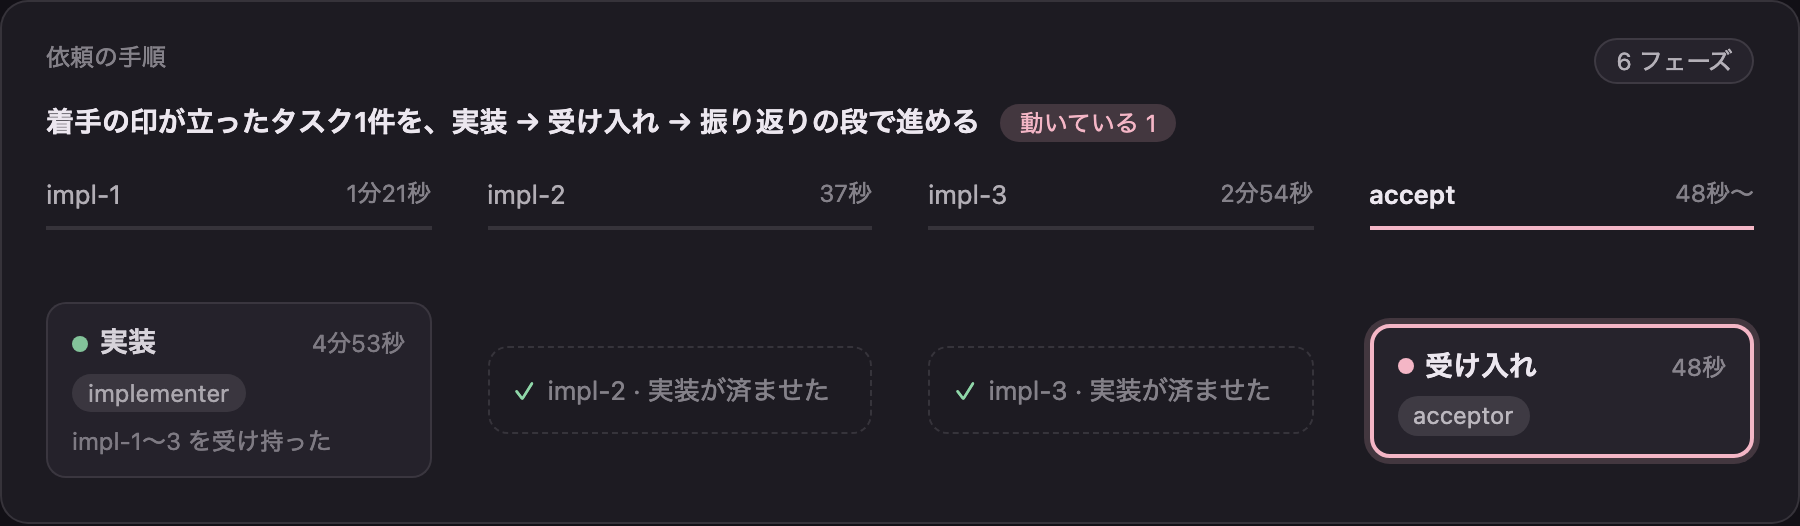 依頼の手順
6 フェーズ
着手の印が立ったタスク1件を、実装 → 受け入れ → 振り返りの段で進める 動いている 1
impl-1 1分21秒
impl-2 37秒
impl-3 2分54秒
accept 48秒〜
実装 4分53秒
implementer
impl-1〜3 を受け持った
✓ impl-2 · 実装が済ませた
✓ impl-3 · 実装が済ませた
受け入れ 48秒
acceptor